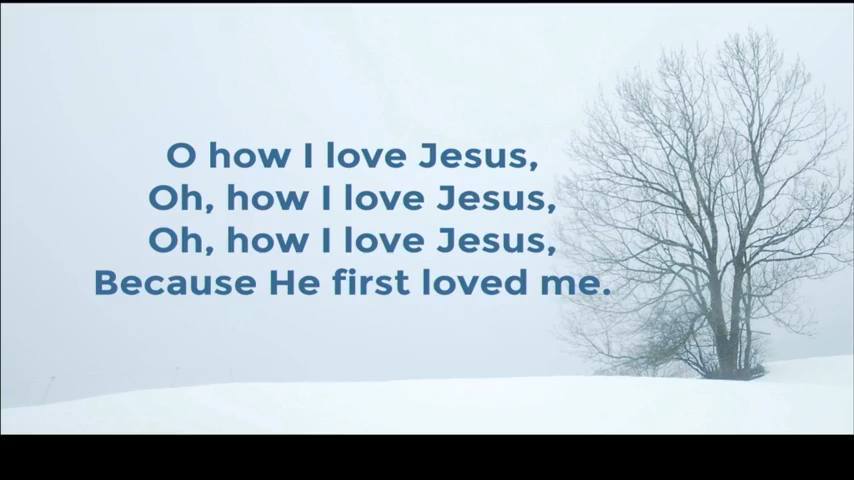 O how I love Jesus,
Oh, how I love Jesus,
Oh, how I love Jesus,
Because He first loved me.